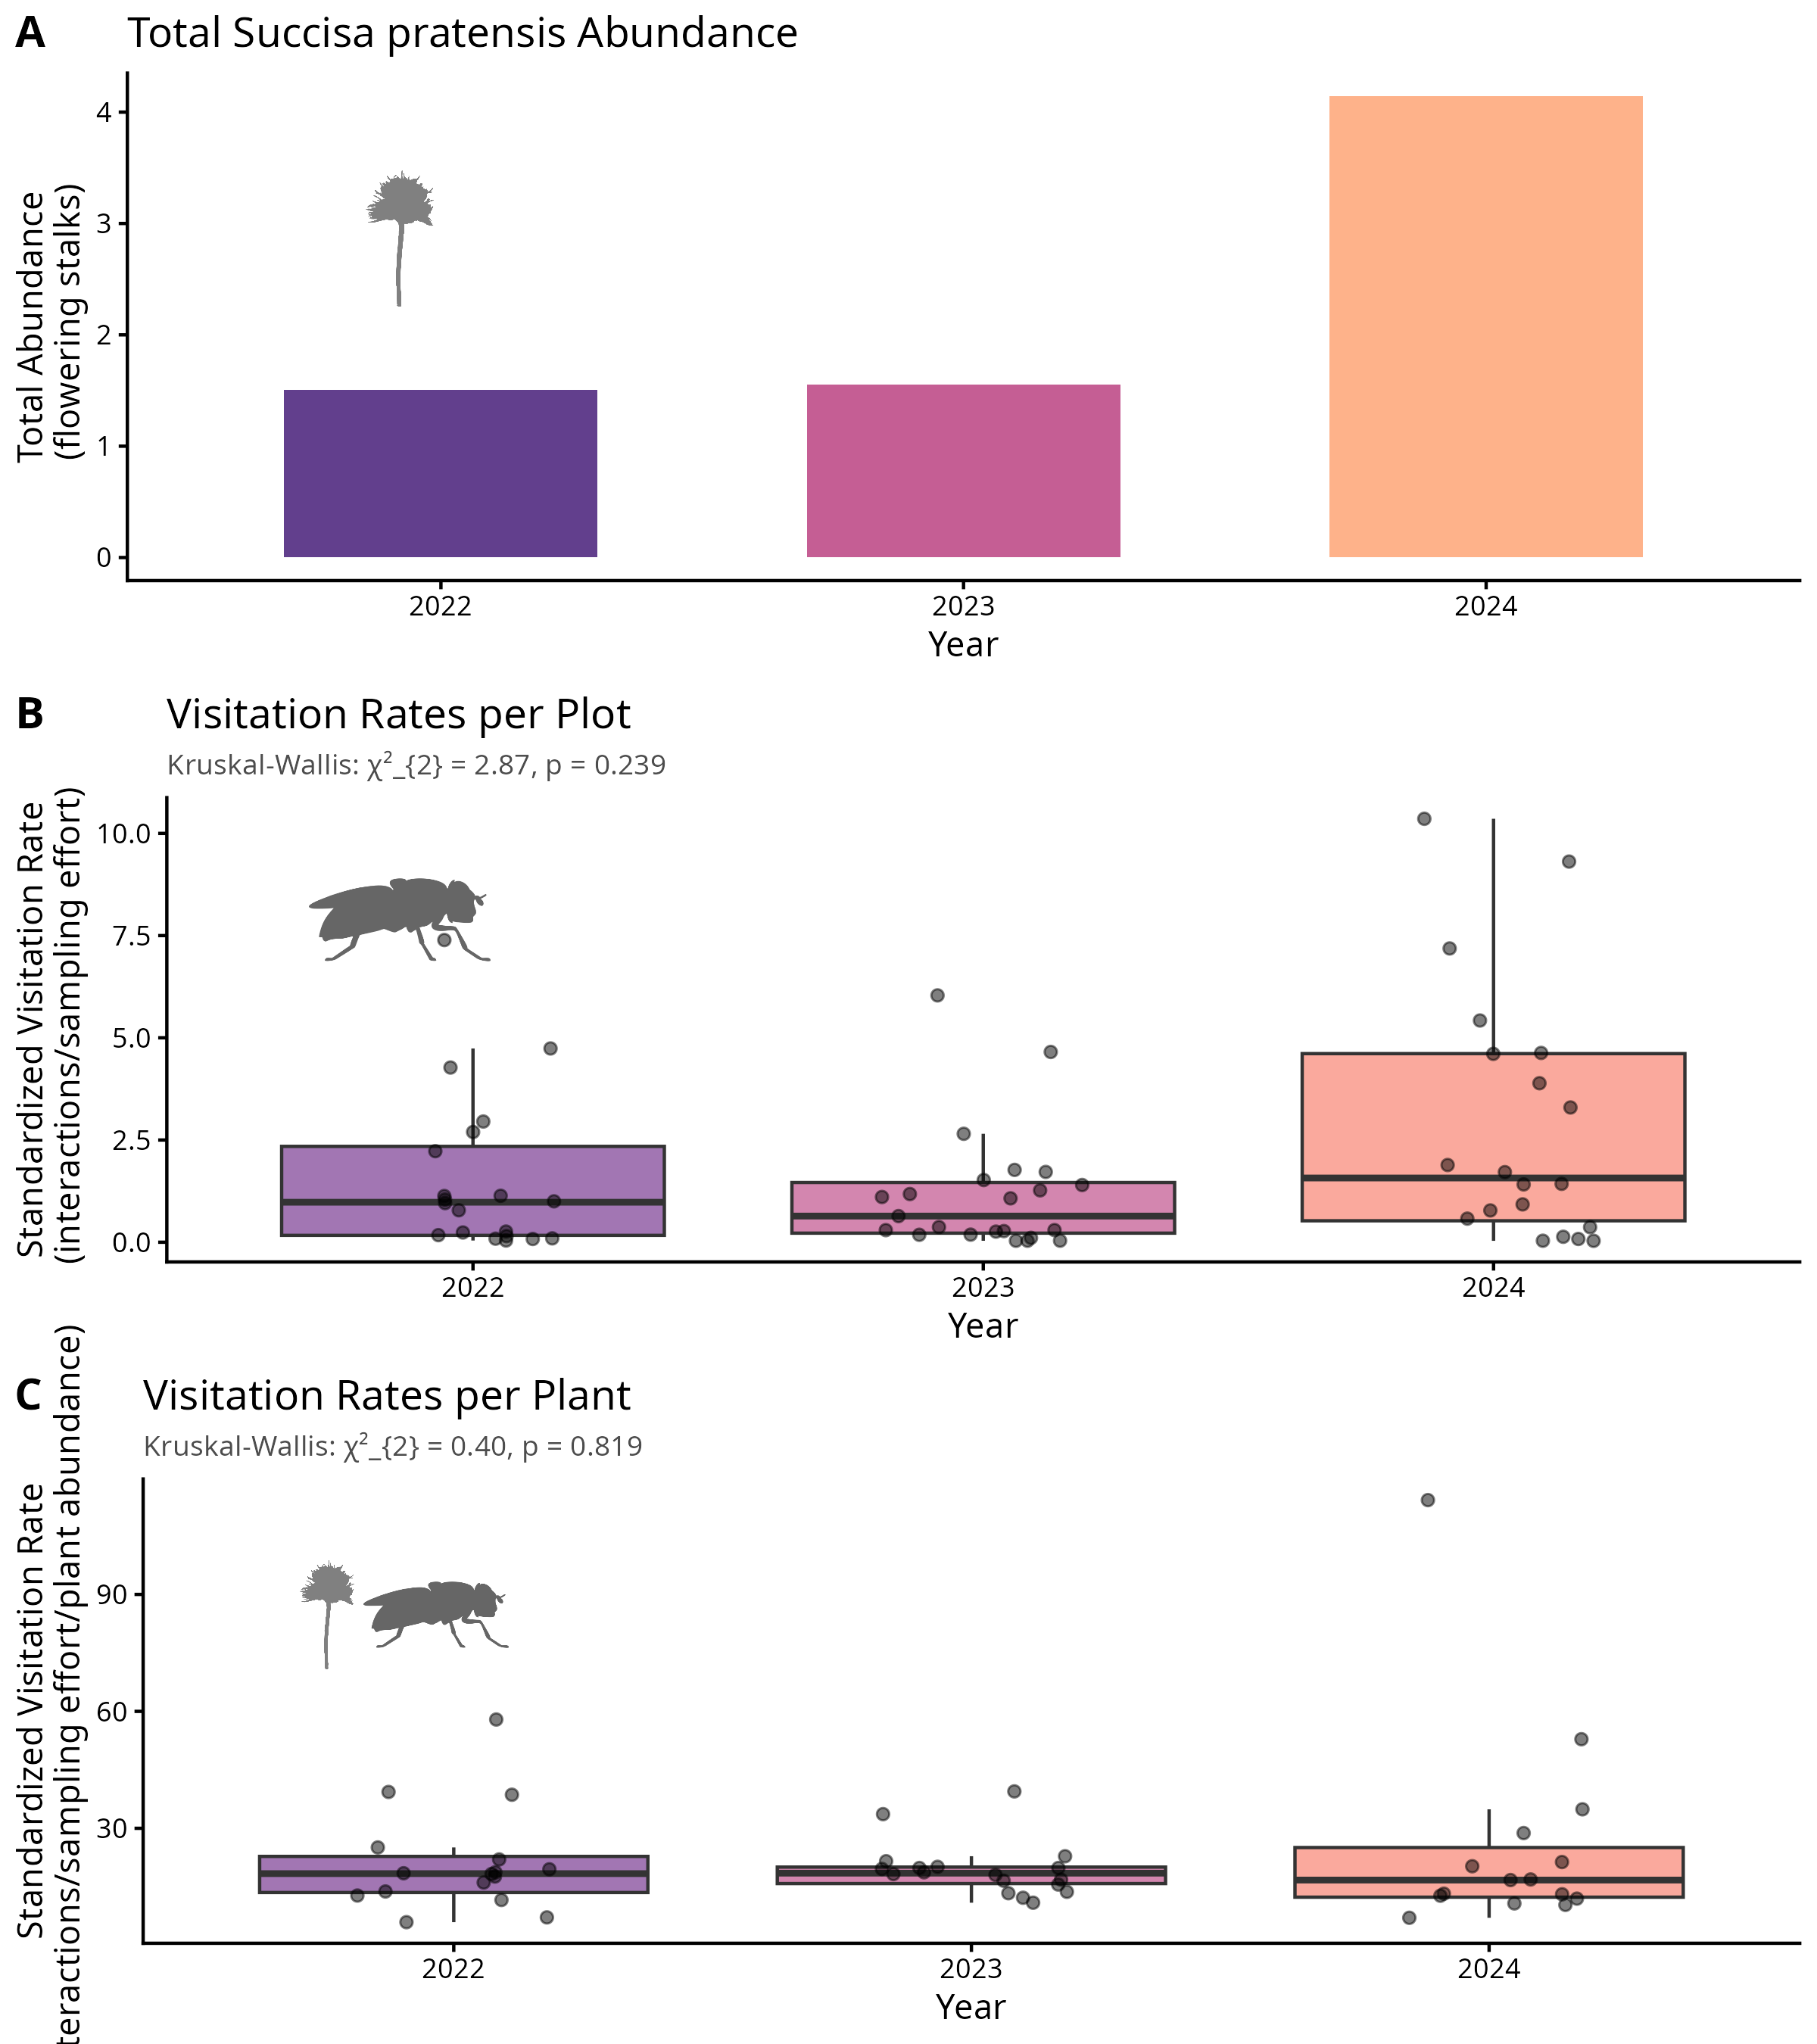 A
Total Succisa pratensis Abundance
Total Abundance
(flowering stalks)
4
3
2
1
0
2022
2023
2024
Year
B
Visitation Rates per Plot
Kruskal-Wallis: χ²_{2} = 2.87, p = 0.239
Standardized Visitation Rate
(interactions/sampling effort)
10.0
7.5
5.0
2.5
0.0
2022
2023
2024
Year
C
Visitation Rates per Plant
Kruskal-Wallis: χ²_{2} = 0.40, p = 0.819
Standardized Visitation Rate
teractions/sampling effort/plant abundance)
90
60
30
2022
2023
2024
Year